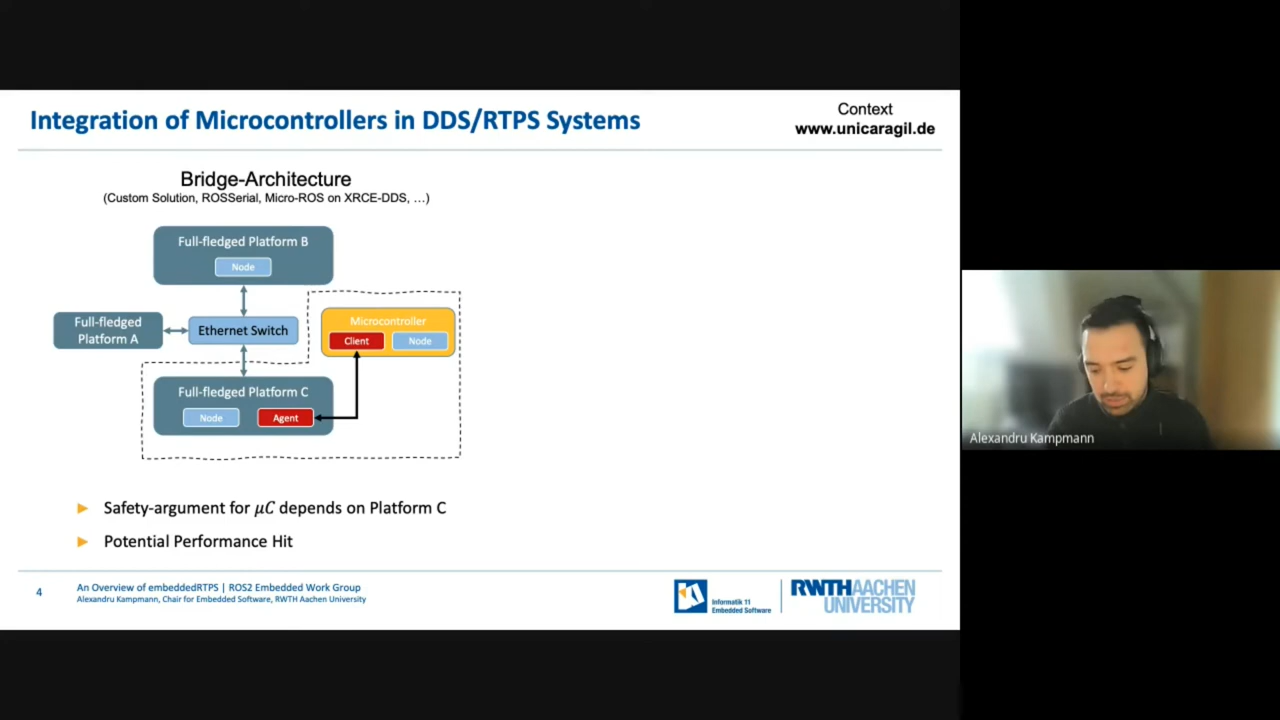 Integration of Microcontrollers in DDS/RTPS Systems
Context
www.unicaragil.de
Bridge-Architecture
(Custom Solution, ROSSerial, Micro-ROS on XRCE-DDS, …)
Full-fledged Platform B
Node
Full-fledged
Platform A
Ethernet Switch
Microcontroller
Client
Node
Full-fledged Platform C
Node
Agent
► Safety-argument for μC depends on Platform C
► Potential Performance Hit
4
An Overview of embeddedRTPS | ROS2 Embedded Work Group
Alexandru Kampmann, Chair for Embedded Software, RWTH Aachen University
Informatik 11
Embedded Software
RWTHAACHEN
UNIVERSITY
Alexandru Kampmann